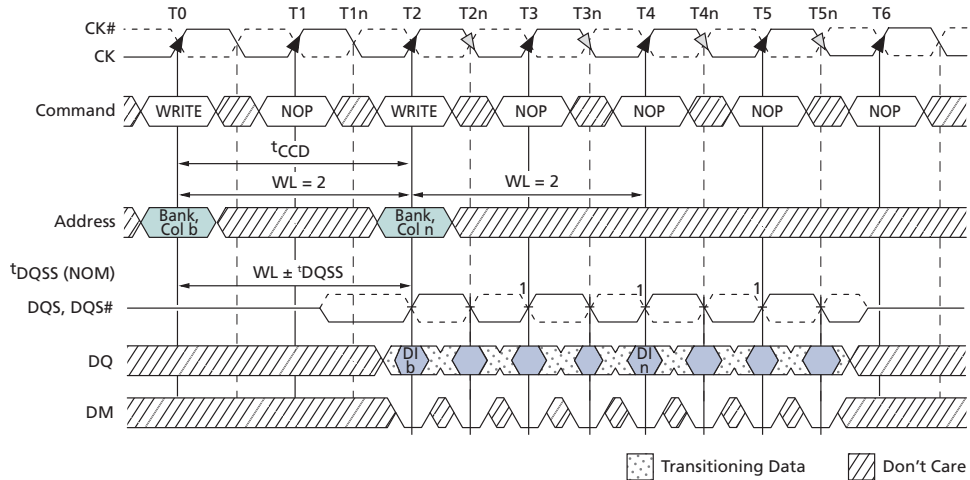 T0 T1 T1n T2 T2n T3 T3n T4 T4n T5 T5n T6
CK#
CK
Command WRITE NOP WRITE NOP NOP NOP NOP
tCCD
WL = 2 WL = 2
Address Bank, Col b Bank, Col n
tDQSS (NOM)
WL ± tDQSS
DQS, DQS# 1 1 1
DQ DI b DI n
DM
Transitioning Data Don't Care